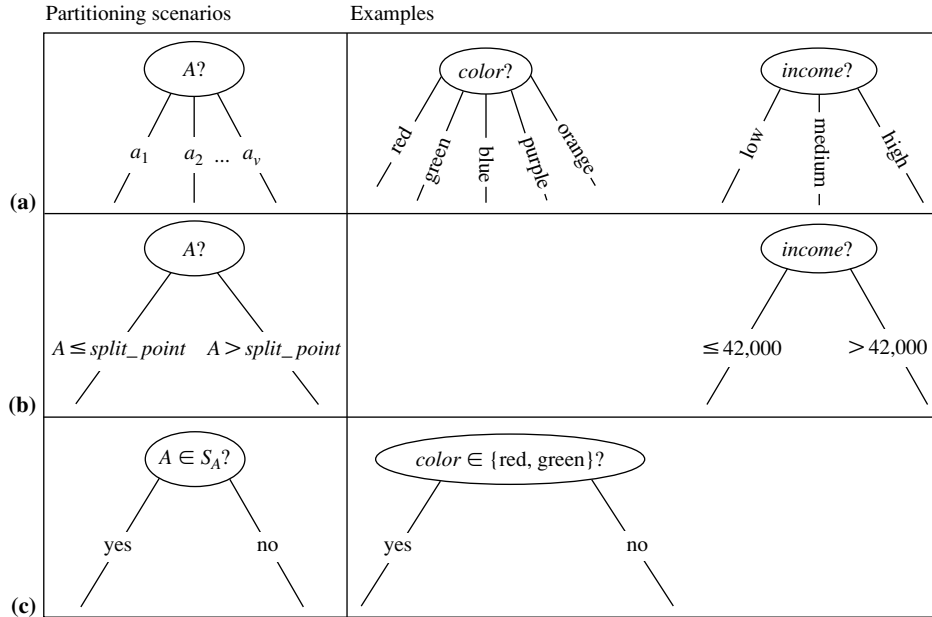 Partitioning scenarios
Examples
A?
a₁
a₂
...
aᵥ
color?
red
green
blue
purple
orange
income?
low
medium
high
(a)
A?
A ≤ split_point
A > split_point
income?
≤ 42,000
> 42,000
(b)
A ∈ S_A?
yes
no
color ∈ {red, green}?
yes
no
(c)